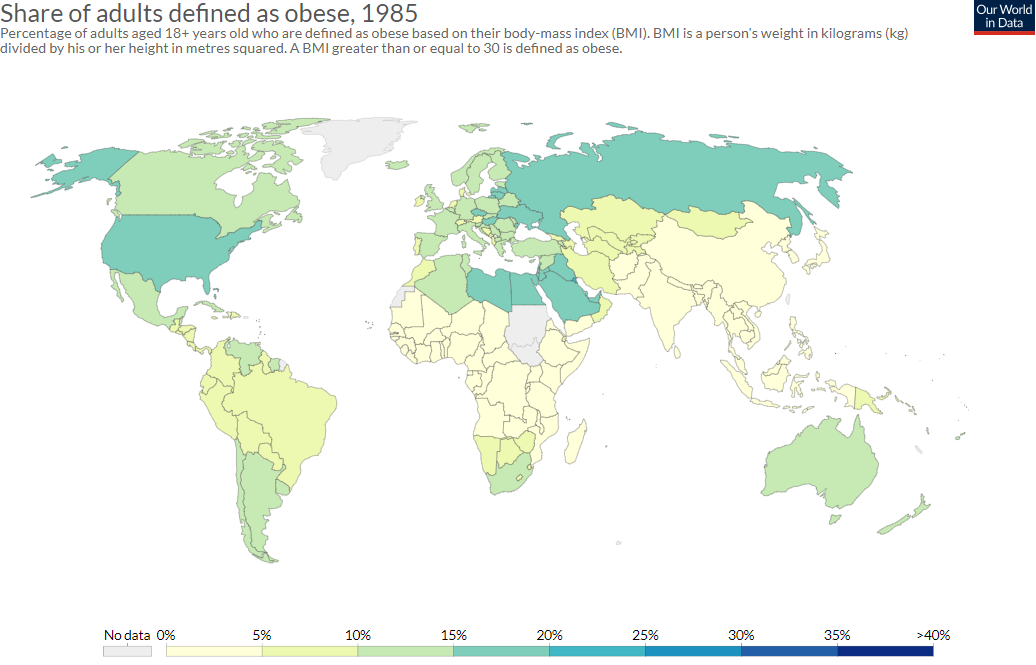 Share of adults defined as obese, 1985
Our World
in Data
Percentage of adults aged 18+ years old who are defined as obese based on their body-mass index (BMI). BMI is a person's weight in kilograms (kg)
divided by his or her height in metres squared. A BMI greater than or equal to 30 is defined as obese.
No data 0% 5% 10% 15% 20% 25% 30% 35% >40%